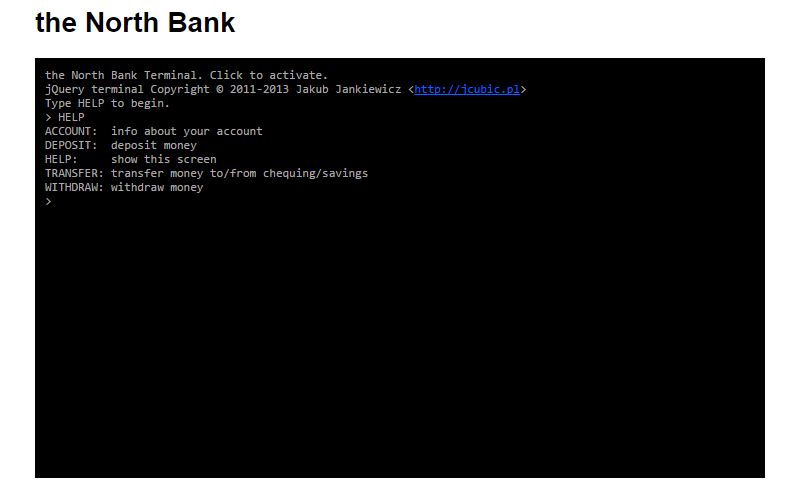 the North Bank
the North Bank Terminal. Click to activate.
jQuery terminal Copyright © 2011-2013 Jakub Jankiewicz <http://jcubic.pl>
Type HELP to begin.
> HELP
ACCOUNT:  info about your account
DEPOSIT:  deposit money
HELP:     show this screen
TRANSFER: transfer money to/from chequing/savings
WITHDRAW: withdraw money
>